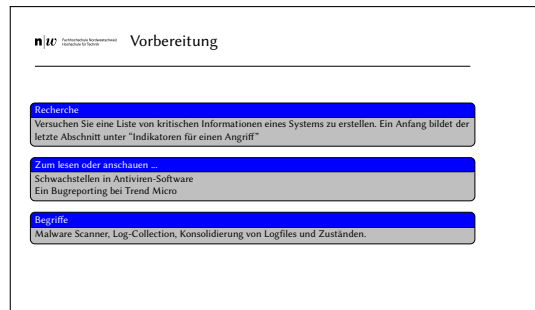 n|w Fachhochschule Nordwestschweiz
Hochschule für Technik
Vorbereitung
Recherche
Versuchen Sie eine Liste von kritischen Informationen eines Systems zu erstellen. Ein Anfang bildet der
letzte Abschnitt unter “Indikatoren für einen Angriff”
Zum lesen oder anschauen ...
Schwachstellen in Antiviren-Software
Ein Bugreporting bei Trend Micro
Begriffe
Malware Scanner, Log-Collection, Konsolidierung von Logfiles und Zuständen.